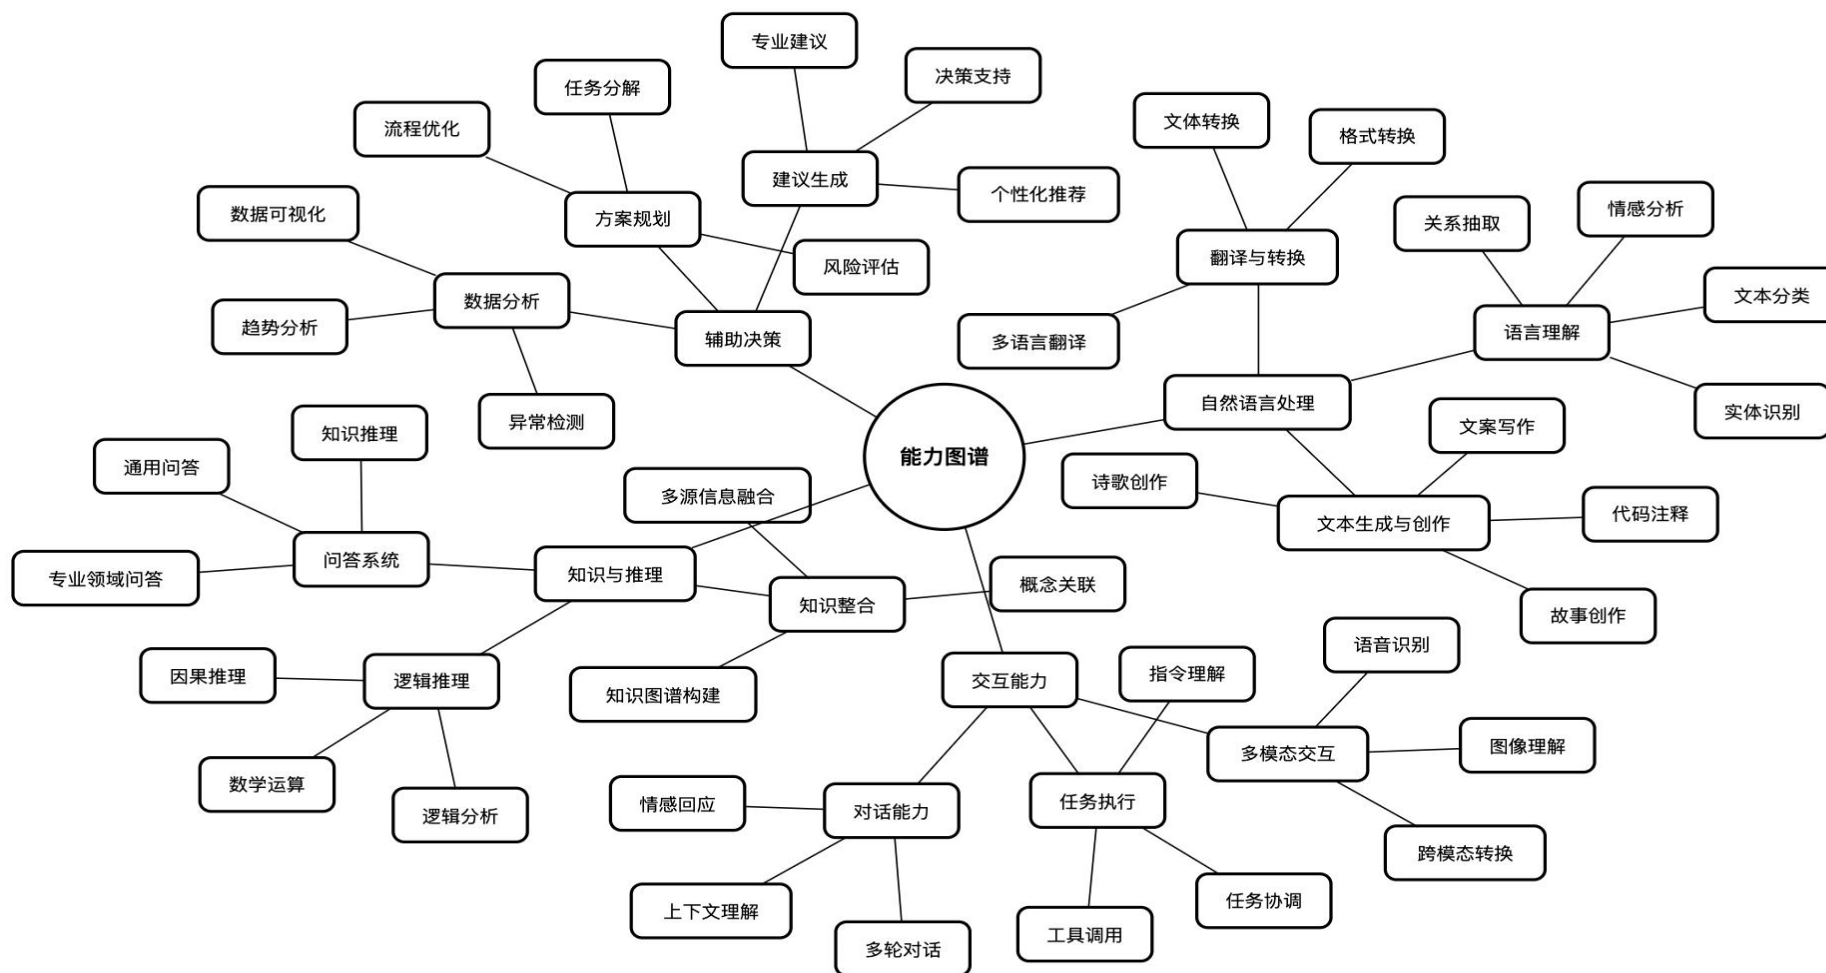 专业建议
决策支持
任务分解
流程优化
文体转换
格式转换
建议生成
个性化推荐
数据可视化
方案规划
关系抽取
情感分析
翻译与转换
风险评估
数据分析
文本分类
趋势分析
辅助决策
多语言翻译
语言理解
自然语言处理
实体识别
异常检测
知识推理
文案写作
能力图谱
通用问答
多源信息融合
诗歌创作
文本生成与创作
代码注释
问答系统
专业领域问答
知识与推理
知识整合
概念关联
故事创作
语音识别
因果推理
逻辑推理
知识图谱构建
交互能力
指令理解
多模态交互
图像理解
数学运算
逻辑分析
情感回应
对话能力
任务执行
跨模态转换
上下文理解
任务协调
多轮对话
工具调用